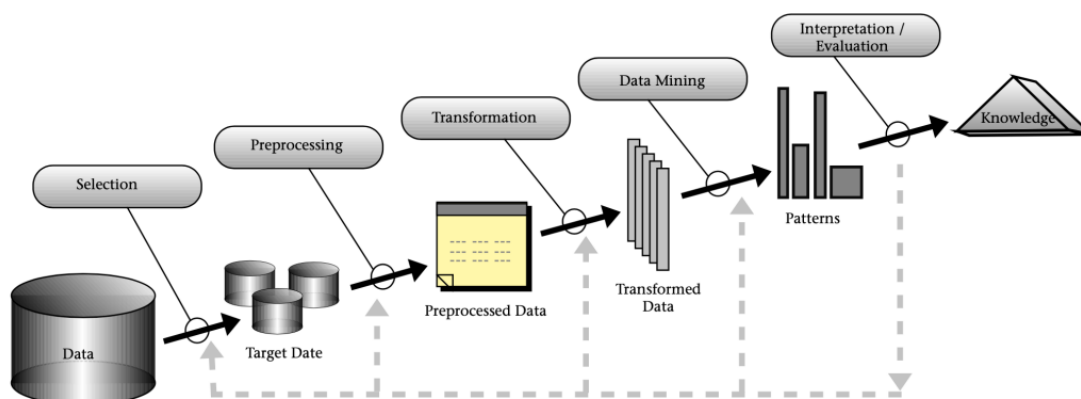 Interpretation /
Evaluation
Data Mining
Transformation
Preprocessing
Selection
Knowledge
Patterns
Transformed
Data
Preprocessed Data
Target Date
Data